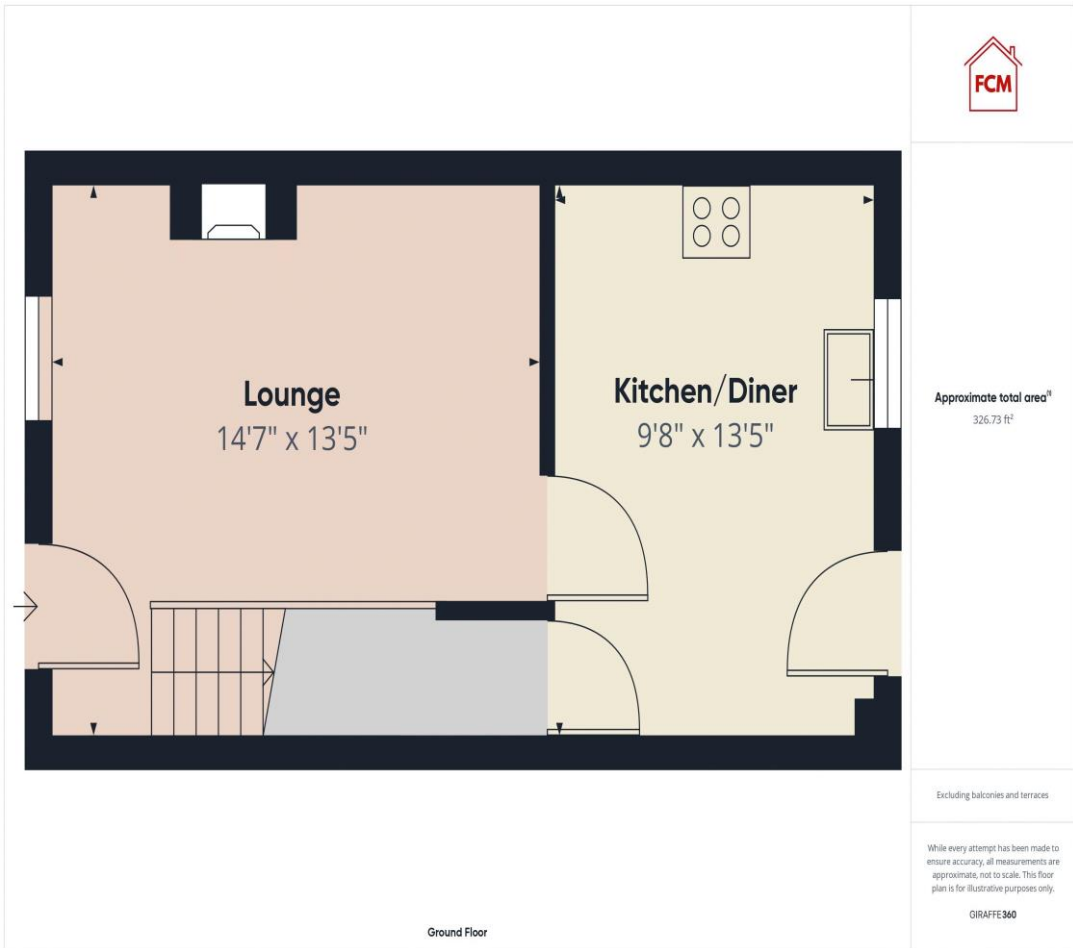 FCM
Lounge
14'7" x 13'5"
Kitchen/Diner
9'8" x 13'5"
Ground Floor
Approximate total area⁽¹⁾
326.73 ft²
Excluding balconies and terraces
While every attempt has been made to
ensure accuracy, all measurements are
approximate, not to scale. This floor
plan is for illustrative purposes only.
GIRAFFE360